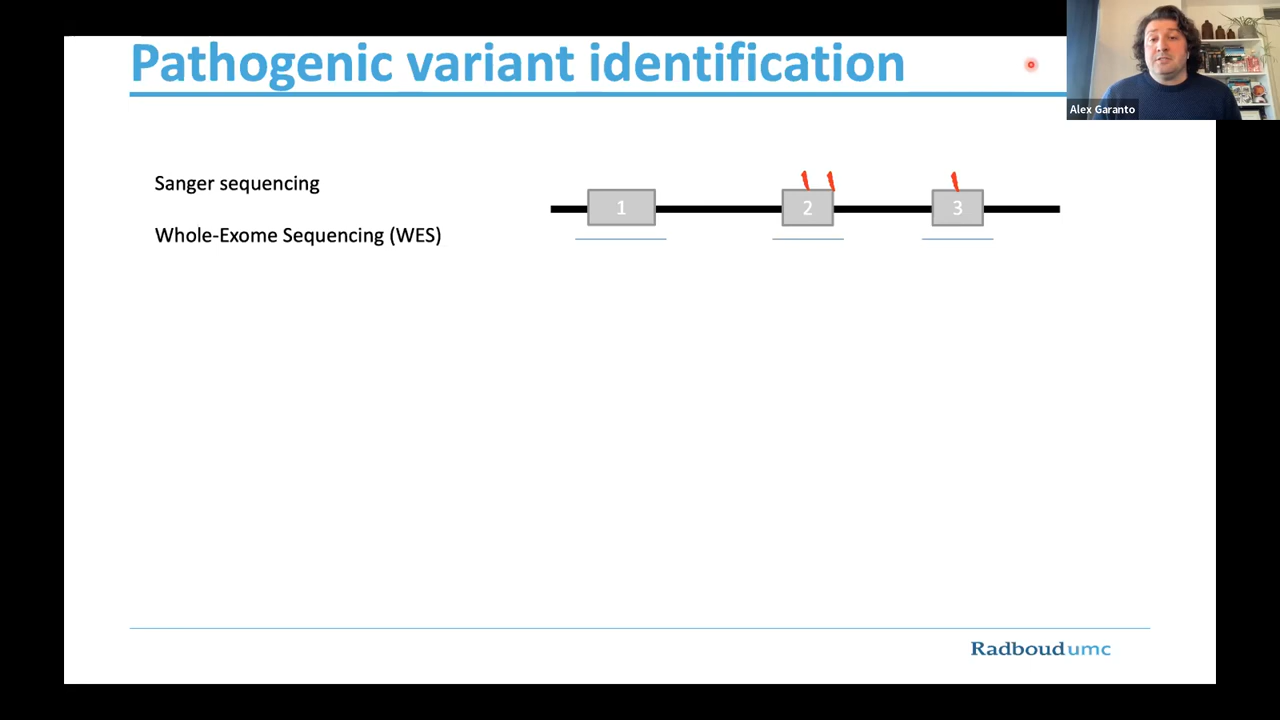 Pathogenic variant identification
Alex Garanto
Sanger sequencing
1 2 3
Whole-Exome Sequencing (WES)
Radboudumc